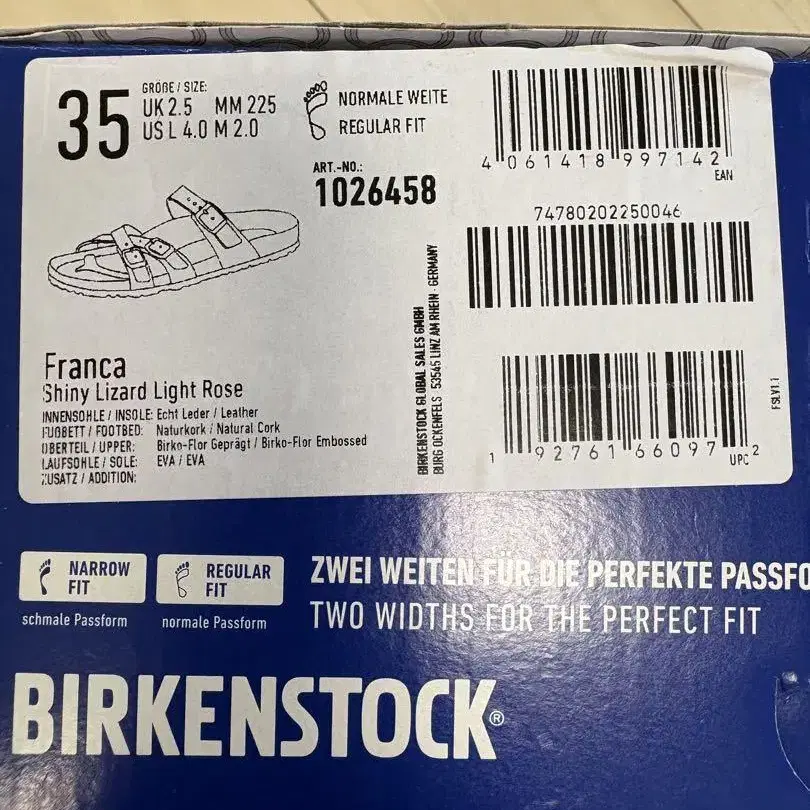 35
GRÖßE / SIZE:
UK 2.5 MM 225
US L 4.0 M 2.0
NORMALE WEITE
REGULAR FIT
ART.-NO.:
1026458
4 061418 997142
EAN
74780202250046
BIRKENSTOCK GLOBAL SALES GMBH
BURG OCKENFELS · 53545 LINZ AM RHEIN · GERMANY
Franca
Shiny Lizard Light Rose
INNENSOHLE / INSOLE: Echt Leder / Leather
FUßBETT / FOOTBED: Naturkork / Natural Cork
OBERTEIL / UPPER: Birko-Flor Geprägt / Birko-Flor Embossed
LAUFSOHLE / SOLE: EVA / EVA
ZUSATZ / ADDITION:
1 92761 66097 2
UPC
FSLV1.1
NARROW FIT
schmale Passform
REGULAR FIT
normale Passform
ZWEI WEITEN FÜR DIE PERFEKTE PASSFO
TWO WIDTHS FOR THE PERFECT FIT
BIRKENSTOCK®